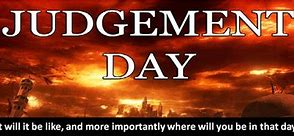 JUDGEMENT
DAY
t will it be like, and more importantly where will you be in that day